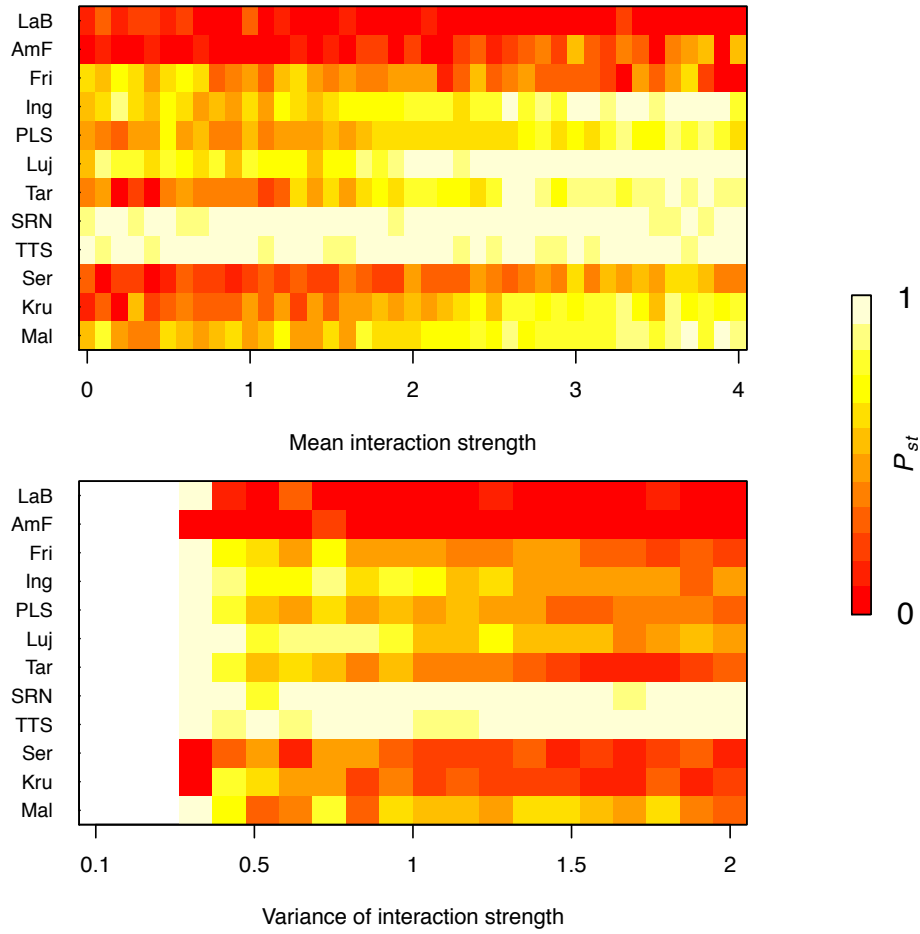 LaB
AmF
Fri
Ing
PLS
Luj
Tar
SRN
TTS
Ser
Kru
Mal
0 1 2 3 4
Mean interaction strength
LaB
AmF
Fri
Ing
PLS
Luj
Tar
SRN
TTS
Ser
Kru
Mal
0.1 0.5 1 1.5 2
Variance of interaction strength
1
P_st
0